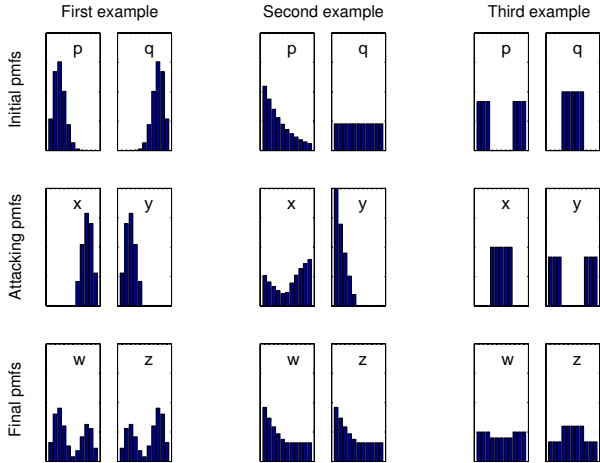 First example Second example Third example
Initial pmfs
p q p q p q
Attacking pmfs
x y x y x y
Final pmfs
w z w z w z